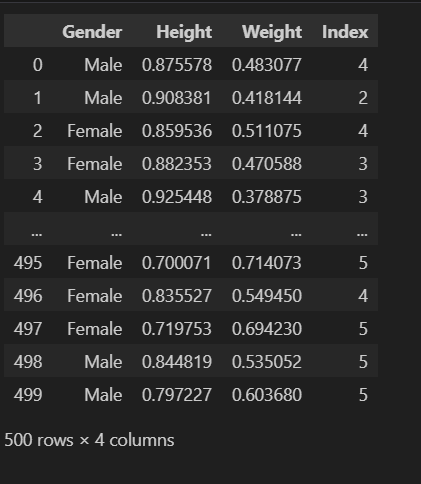 Gender Height Weight Index
0 Male 0.875578 0.483077 4
1 Male 0.908381 0.418144 2
2 Female 0.859536 0.511075 4
3 Female 0.882353 0.470588 3
4 Male 0.925448 0.378875 3
... ... ... ... ...
495 Female 0.700071 0.714073 5
496 Female 0.835527 0.549450 4
497 Female 0.719753 0.694230 5
498 Male 0.844819 0.535052 5
499 Male 0.797227 0.603680 5
500 rows × 4 columns